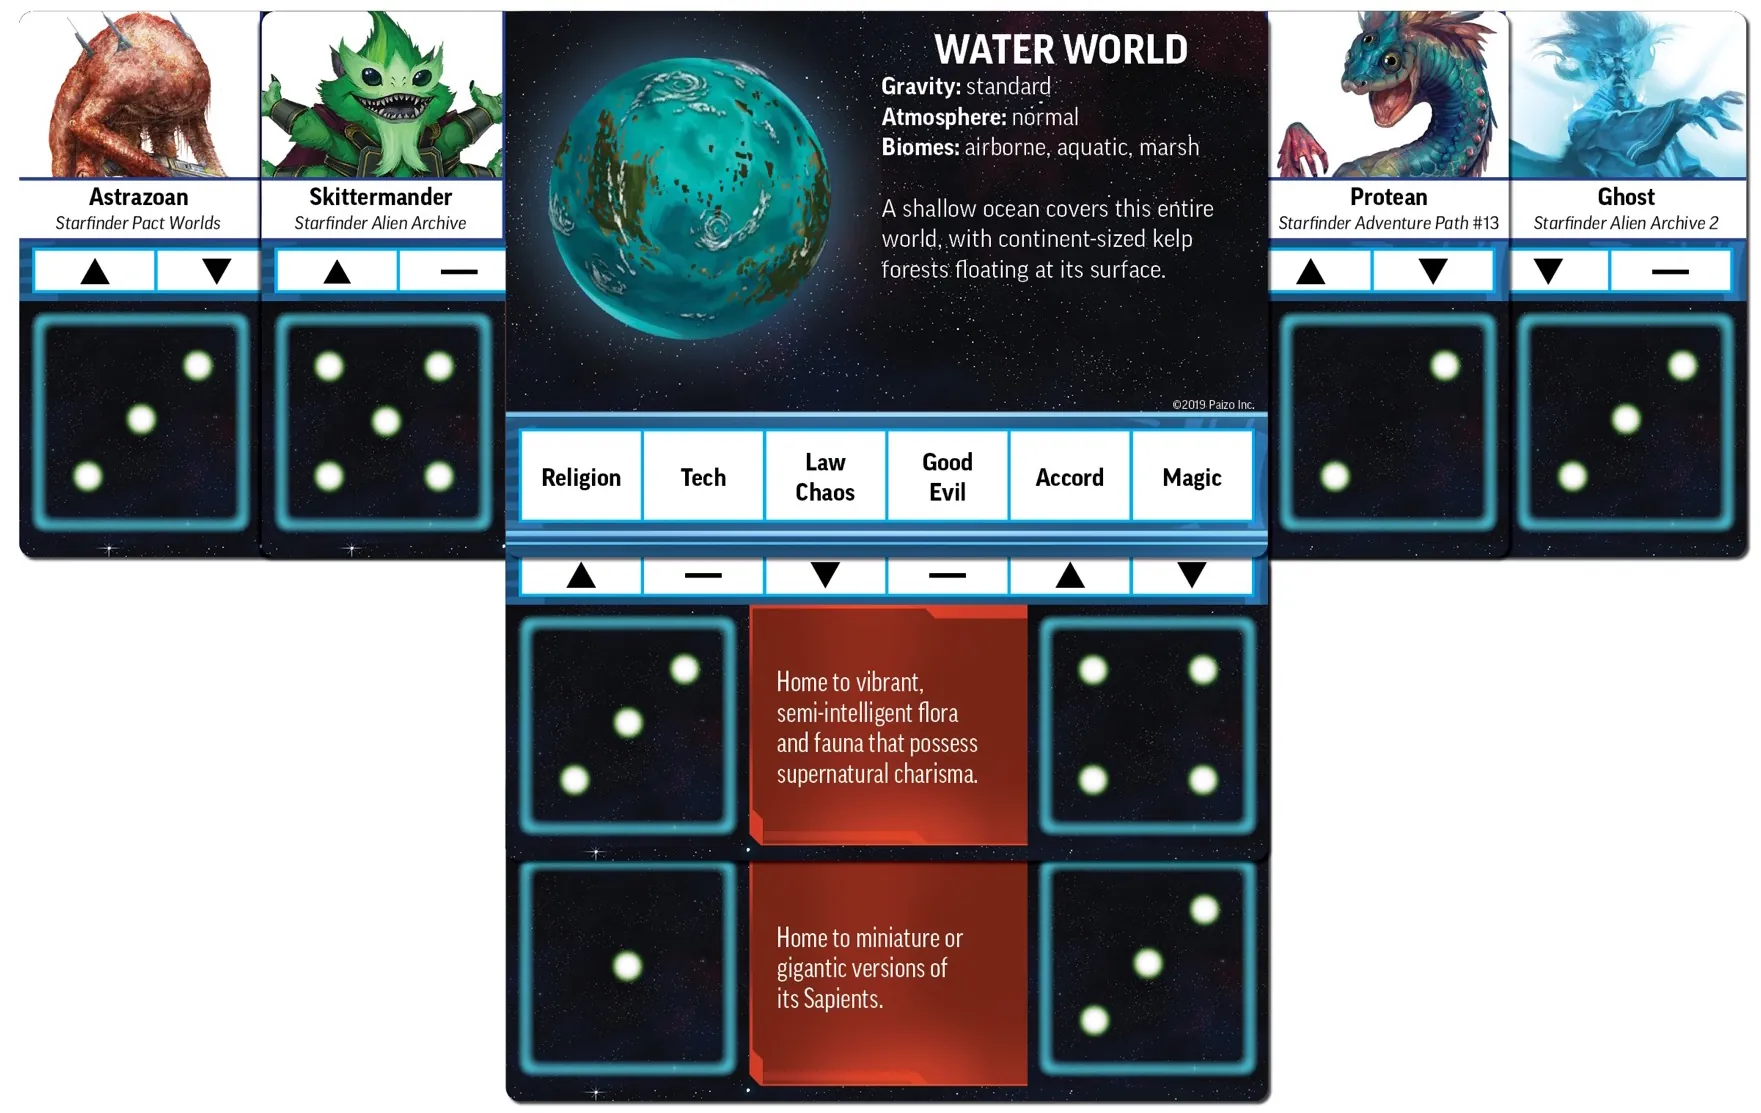 Astrazoan
Starfinder Pact Worlds
Skittermander
Starfinder Alien Archive
WATER WORLD
Gravity: standard
Atmosphere: normal
Biomes: airborne, aquatic, marsh
A shallow ocean covers this entire
world, with continent-sized kelp
forests floating at its surface.
©2019 Paizo Inc.
Protean
Starfinder Adventure Path #13
Ghost
Starfinder Alien Archive 2
Religion
Tech
Law
Chaos
Good
Evil
Accord
Magic
Home to vibrant,
semi-intelligent flora
and fauna that possess
supernatural charisma.
Home to miniature or
gigantic versions of
its Sapients.